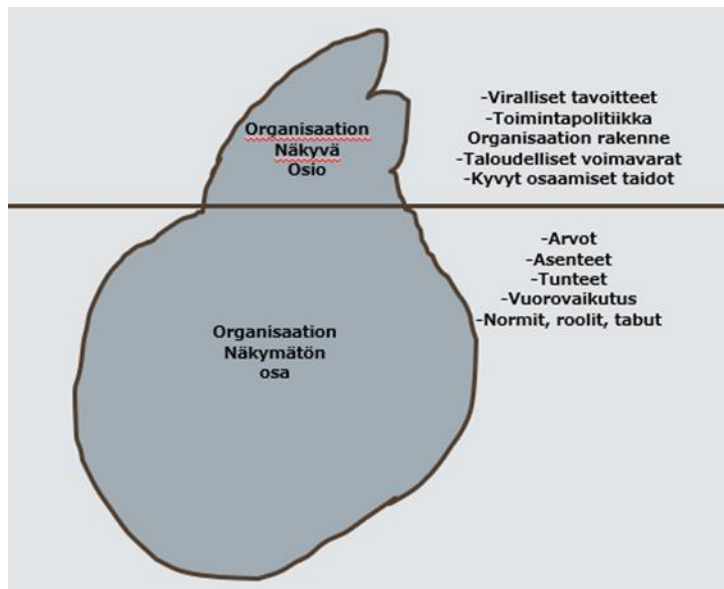 Organisaation
Näkyvä
Osio
-Viralliset tavoitteet
-Toimintapolitiikka
Organisaation rakenne
-Taloudelliset voimavarat
-Kyvyt osaamiset taidot
-Arvot
-Asenteet
-Tunteet
-Vuorovaikutus
-Normit, roolit, tabut
Organisaation
Näkymätön
osa